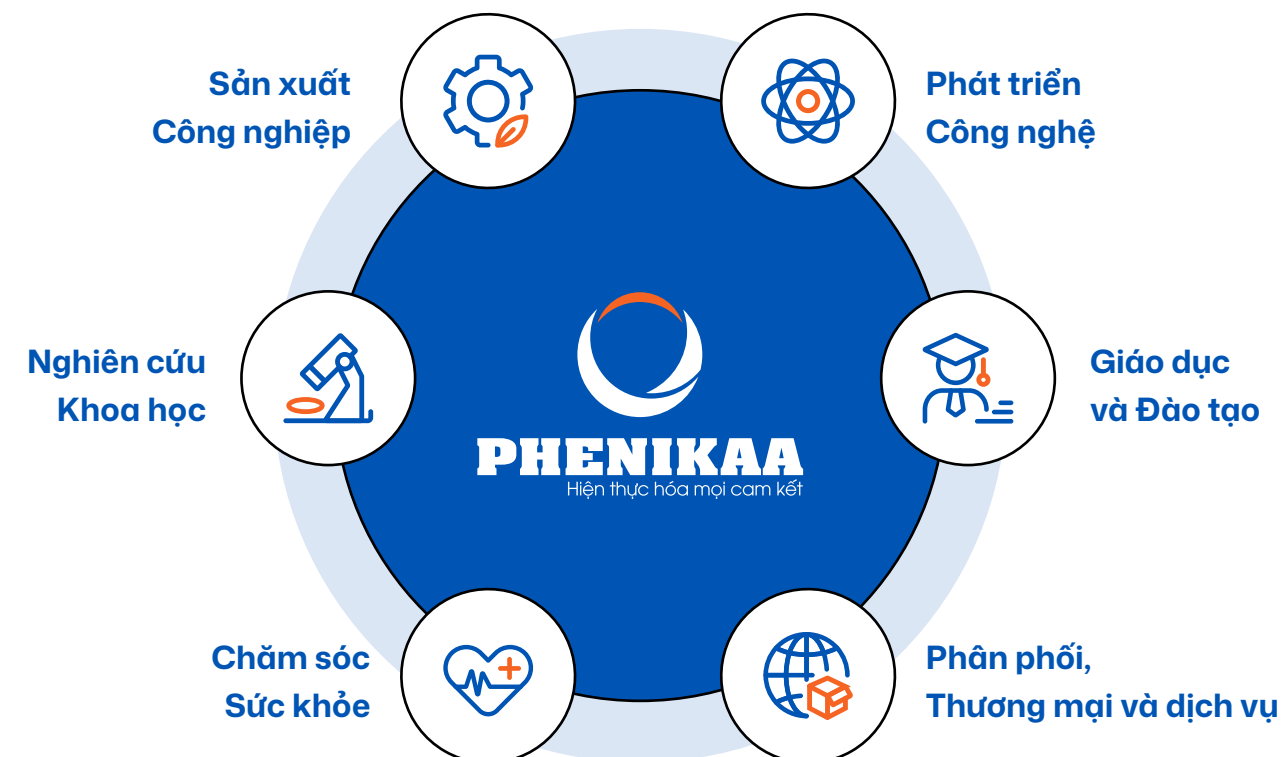 Sản xuất
Công nghiệp
Phát triển
Công nghệ
Nghiên cứu
Khoa học
Giáo dục
và Đào tạo
PHENIKAA
Hiện thực hóa mọi cam kết
Chăm sóc
Sức khỏe
Phân phối,
Thương mại và dịch vụ